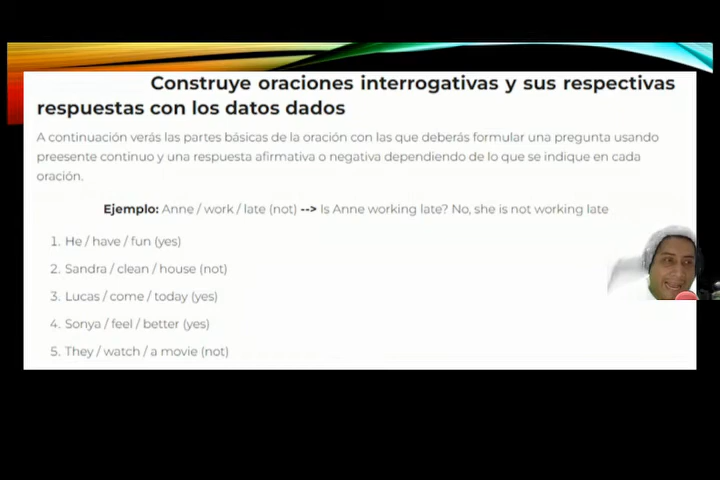 Construye oraciones interrogativas y sus respectivas
respuestas con los datos dados
A continuación verás las partes básicas de la oración con las que deberás formular una pregunta usando
preesente continuo y una respuesta afirmativa o negativa dependiendo de lo que se indique en cada
oración.
Ejemplo: Anne / work / late (not) --> Is Anne working late? No, she is not working late
1. He / have / fun (yes)
2. Sandra / clean / house (not)
3. Lucas / come / today (yes)
4. Sonya / feel / better (yes)
5. They / watch / a movie (not)